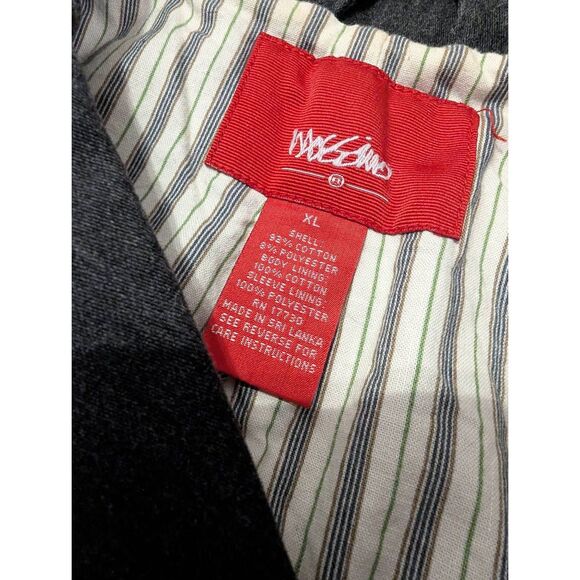 Mossimo
®
XL
SHELL:
92% COTTON
8% POLYESTER
BODY LINING:
100% COTTON
SLEEVE LINING:
100% POLYESTER
RN 17730
MADE IN SRI LANKA
SEE REVERSE FOR
CARE INSTRUCTIONS